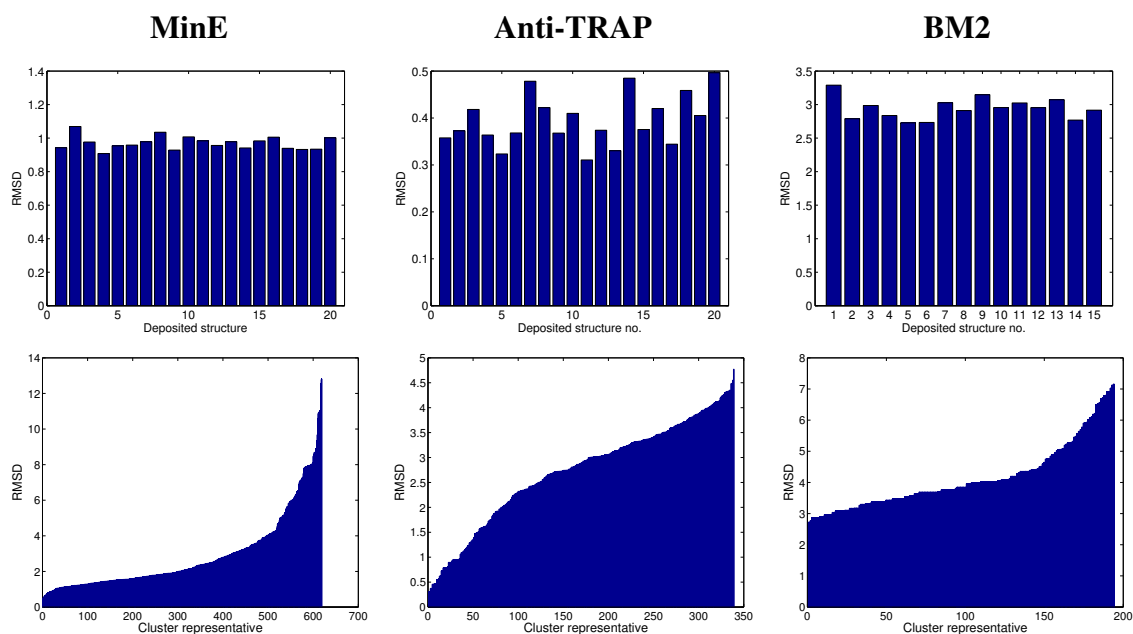 MinE
Anti-TRAP
BM2
0 5 10 15 20
0 0.2 0.4 0.6 0.8 1 1.2 1.4
Deposited structure
RMSD
0 5 10 15 20
0 0.1 0.2 0.3 0.4 0.5
Deposited structure no.
RMSD
1 2 3 4 5 6 7 8 9 10 11 12 13 14 15
0 0.5 1 1.5 2 2.5 3 3.5
Deposited structure no.
RMSD
0 100 200 300 400 500 600 700
0 2 4 6 8 10 12 14
Cluster representative
RMSD
0 50 100 150 200 250 300 350
0 0.5 1 1.5 2 2.5 3 3.5 4 4.5 5
Cluster representative
RMSD
0 50 100 150 200
0 1 2 3 4 5 6 7 8
Cluster representative
RMSD